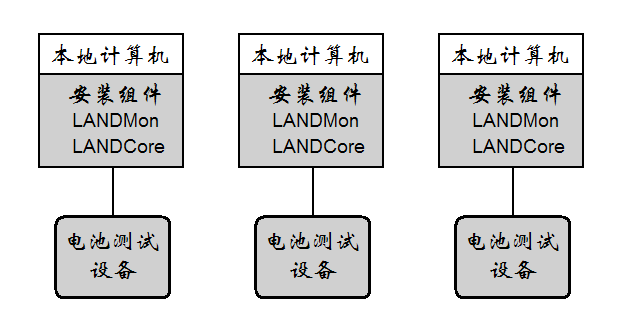 本地计算机 本地计算机 本地计算机
安装组件 安装组件 安装组件
LANDMon LANDMon LANDMon
LANDCore LANDCore LANDCore
电池测试 电池测试 电池测试
设备 设备 设备